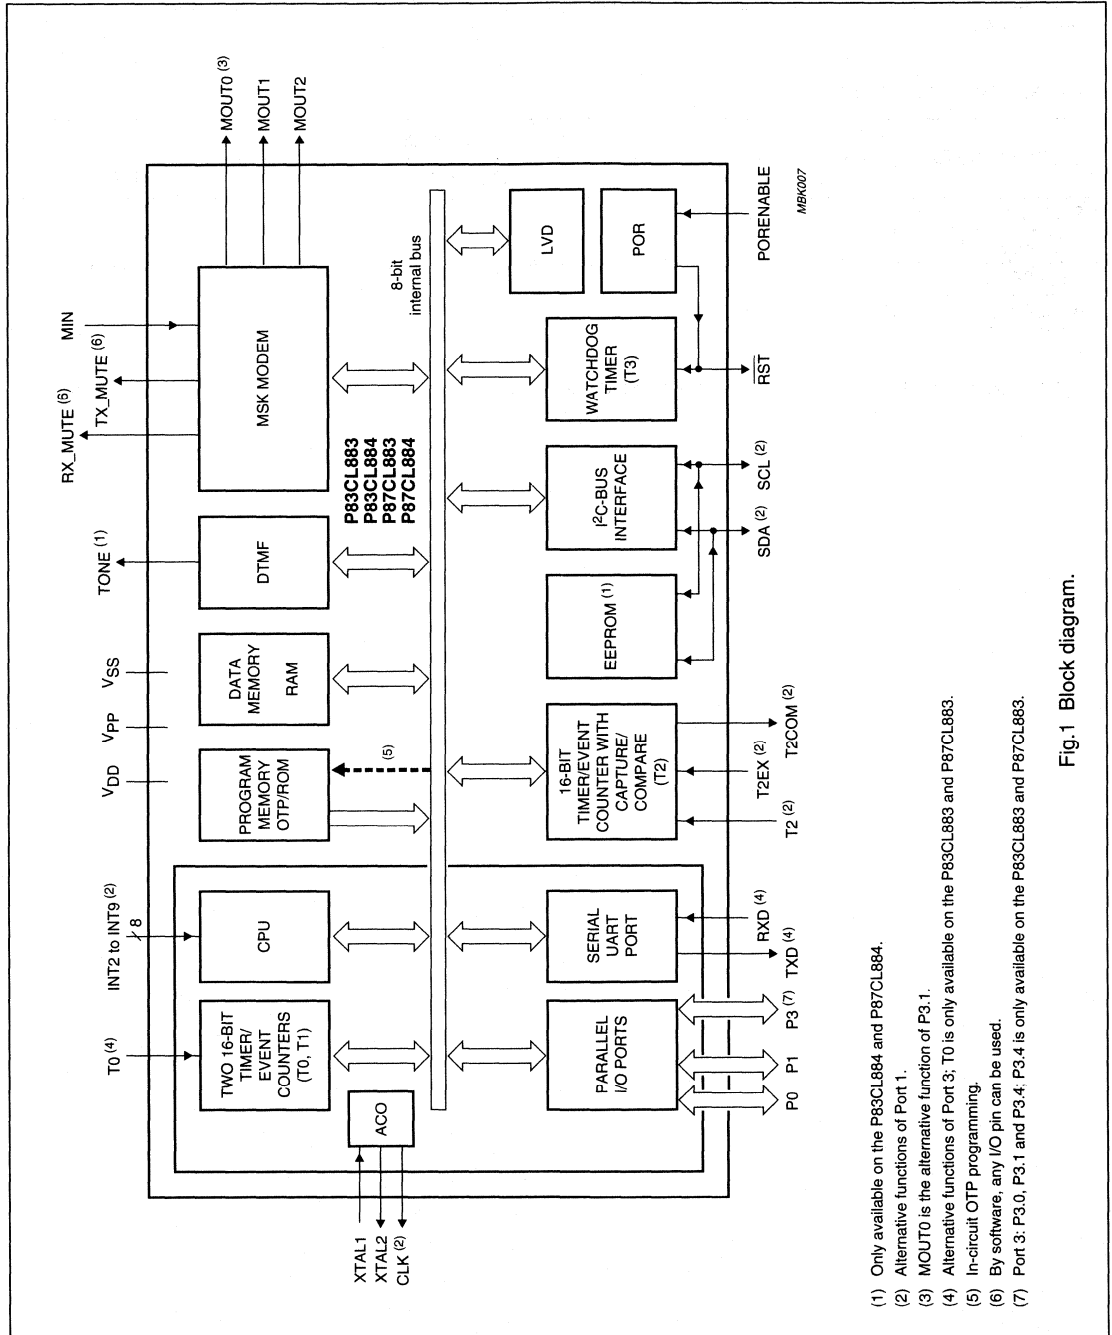 T0 (4)
INT2 to INT9 (2)
8
VDD
VPP
VSS
TONE (1)
RX_MUTE (6)
TX_MUTE (6)
MIN
TWO 16-BIT
TIMER/
EVENT
COUNTERS
(T0, T1)
CPU
PROGRAM
MEMORY
OTP/ROM
DATA
MEMORY
RAM
DTMF
MSK MODEM
MOUT0 (3)
MOUT1
MOUT2
XTAL1
XTAL2
CLK (2)
ACO
(5)
P83CL883
P83CL884
P87CL883
P87CL884
8-bit
internal bus
PARALLEL
I/O PORTS
SERIAL
UART
PORT
16-BIT
TIMER/EVENT
COUNTER WITH
CAPTURE/
COMPARE
(T2)
EEPROM (1)
I²C-BUS
INTERFACE
WATCHDOG
TIMER
(T3)
LVD
POR
P0
P1
P3 (7)
TXD (4)
RXD (4)
T2 (2)
T2EX (2)
T2COM (2)
SDA (2)
SCL (2)
RST
PORENABLE
MBK007
(1) Only available on the P83CL884 and P87CL884.
(2) Alternative functions of Port 1.
(3) MOUT0 is the alternative function of P3.1.
(4) Alternative functions of Port 3; T0 is only available on the P83CL883 and P87CL883.
(5) In-circuit OTP programming.
(6) By software, any I/O pin can be used.
(7) Port 3: P3.0, P3.1 and P3.4; P3.4 is only available on the P83CL883 and P87CL883.
Fig.1 Block diagram.